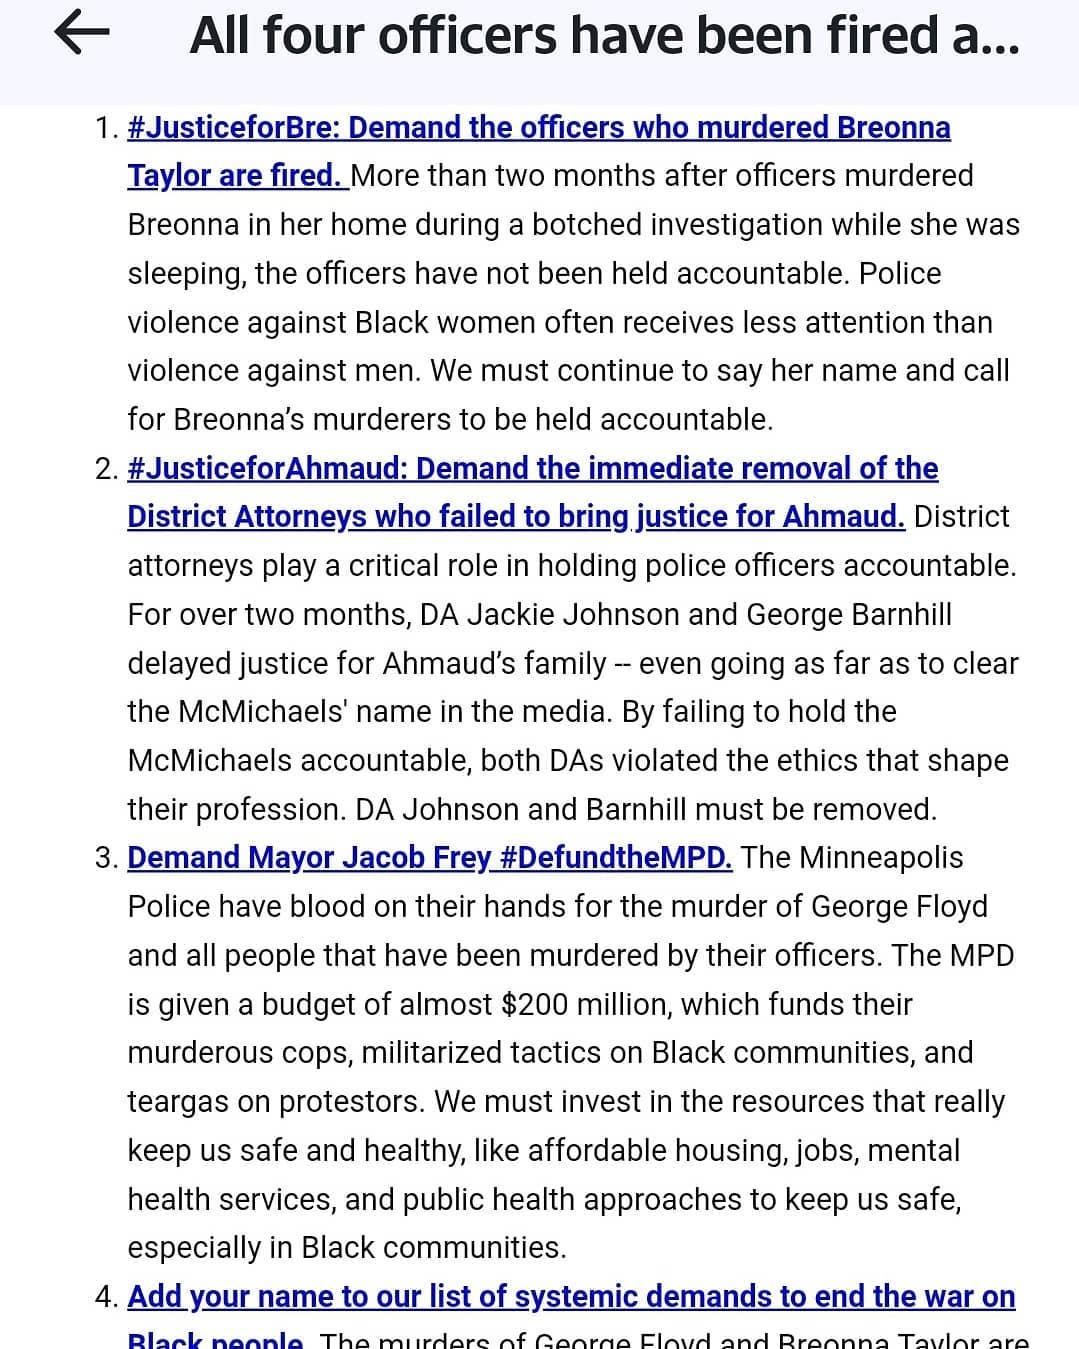 All four officers have been fired a...
1. #JusticeforBre: Demand the officers who murdered Breonna
Taylor are fired. More than two months after officers murdered
Breonna in her home during a botched investigation while she was
sleeping, the officers have not been held accountable. Police
violence against Black women often receives less attention than
violence against men. We must continue to say her name and call
for Breonna’s murderers to be held accountable.
2. #JusticeforAhmaud: Demand the immediate removal of the
District Attorneys who failed to bring justice for Ahmaud. District
attorneys play a critical role in holding police officers accountable.
For over two months, DA Jackie Johnson and George Barnhill
delayed justice for Ahmaud’s family -- even going as far as to clear
the McMichaels' name in the media. By failing to hold the
McMichaels accountable, both DAs violated the ethics that shape
their profession. DA Johnson and Barnhill must be removed.
3. Demand Mayor Jacob Frey #DefundtheMPD. The Minneapolis
Police have blood on their hands for the murder of George Floyd
and all people that have been murdered by their officers. The MPD
is given a budget of almost $200 million, which funds their
murderous cops, militarized tactics on Black communities, and
teargas on protestors. We must invest in the resources that really
keep us safe and healthy, like affordable housing, jobs, mental
health services, and public health approaches to keep us safe,
especially in Black communities.
4. Add your name to our list of systemic demands to end the war on
Black people. The murders of George Floyd and Breonna Taylor are